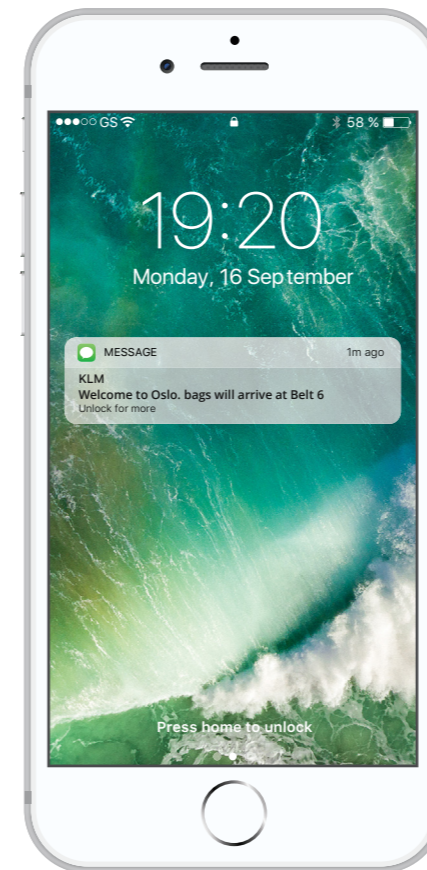 GS 58 %
19:20
Monday, 16 September
MESSAGE 1m ago
KLM
Welcome to Oslo. bags will arrive at Belt 6
Unlock for more
Press home to unlock